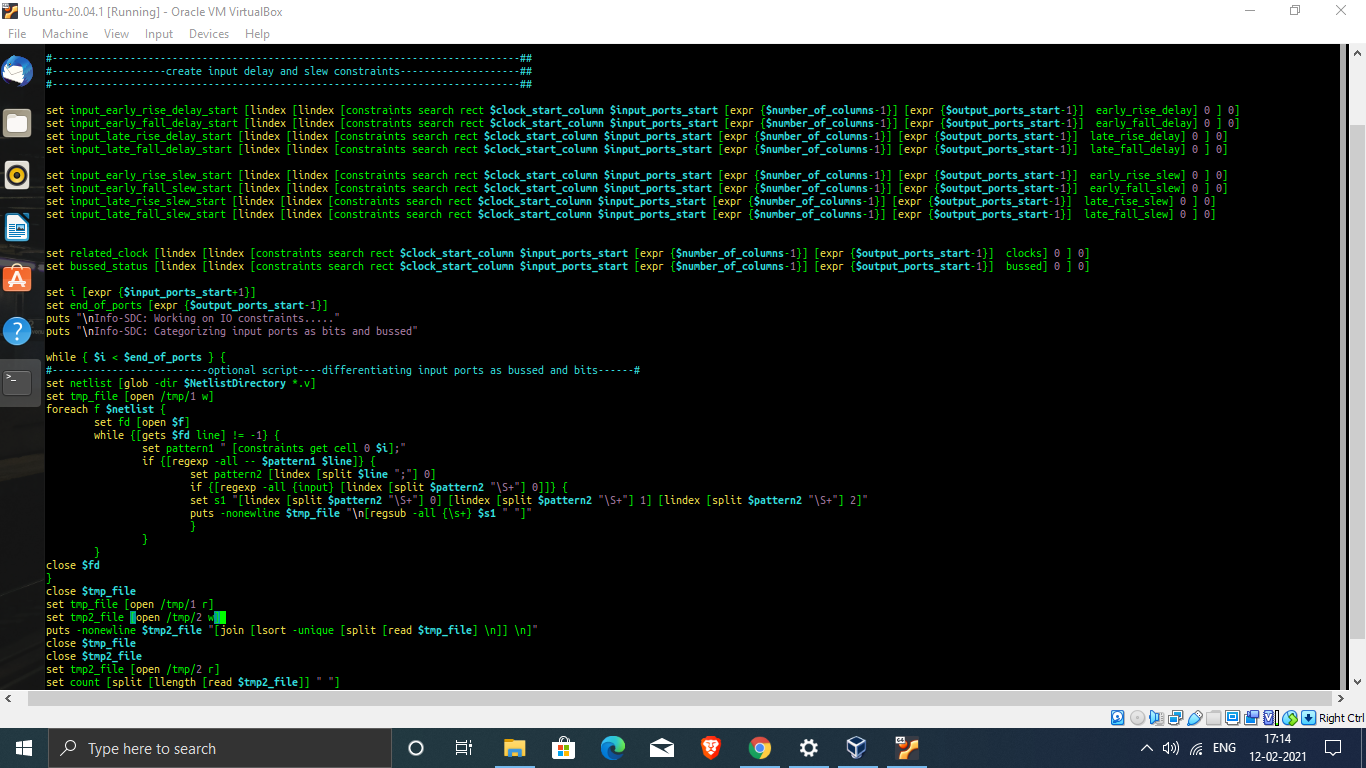 Ubuntu-20.04.1 [Running] - Oracle VM VirtualBox
File Machine View Input Devices Help
#------------------------------------------------------------------------------##
#-------------------create input delay and slew constraints--------------------##
#------------------------------------------------------------------------------##
set input_early_rise_delay_start [lindex [lindex [constraints search rect $clock_start_column $input_ports_start [expr {$number_of_columns-1}] [expr {$output_ports_start-1}]  early_rise_delay] 0 ] 0]
set input_early_fall_delay_start [lindex [lindex [constraints search rect $clock_start_column $input_ports_start [expr {$number_of_columns-1}] [expr {$output_ports_start-1}]  early_fall_delay] 0 ] 0]
set input_late_rise_delay_start [lindex [lindex [constraints search rect $clock_start_column $input_ports_start [expr {$number_of_columns-1}] [expr {$output_ports_start-1}]  late_rise_delay] 0 ] 0]
set input_late_fall_delay_start [lindex [lindex [constraints search rect $clock_start_column $input_ports_start [expr {$number_of_columns-1}] [expr {$output_ports_start-1}]  late_fall_delay] 0 ] 0]
set input_early_rise_slew_start [lindex [lindex [constraints search rect $clock_start_column $input_ports_start [expr {$number_of_columns-1}] [expr {$output_ports_start-1}]  early_rise_slew] 0 ] 0]
set input_early_fall_slew_start [lindex [lindex [constraints search rect $clock_start_column $input_ports_start [expr {$number_of_columns-1}] [expr {$output_ports_start-1}]  early_fall_slew] 0 ] 0]
set input_late_rise_slew_start [lindex [lindex [constraints search rect $clock_start_column $input_ports_start [expr {$number_of_columns-1}] [expr {$output_ports_start-1}]  late_rise_slew] 0 ] 0]
set input_late_fall_slew_start [lindex [lindex [constraints search rect $clock_start_column $input_ports_start [expr {$number_of_columns-1}] [expr {$output_ports_start-1}]  late_fall_slew] 0 ] 0]
set related_clock [lindex [lindex [constraints search rect $clock_start_column $input_ports_start [expr {$number_of_columns-1}] [expr {$output_ports_start-1}]  clocks] 0 ] 0]
set bussed_status [lindex [lindex [constraints search rect $clock_start_column $input_ports_start [expr {$number_of_columns-1}] [expr {$output_ports_start-1}]  bussed] 0 ] 0]
set i [expr {$input_ports_start+1}]
set end_of_ports [expr {$output_ports_start-1}]
puts "\nInfo-SDC: Working on IO constraints....."
puts "\nInfo-SDC: Categorizing input ports as bits and bussed"
while { $i < $end_of_ports } {
#--------------------------optional script----differentiating input ports as bussed and bits------#
set netlist [glob -dir $NetlistDirectory *.v]
set tmp_file [open /tmp/1 w]
foreach f $netlist {
set fd [open $f]
while {[gets $fd line] != -1} {
set pattern1 " [constraints get cell 0 $i];"
if {[regexp -all -- $pattern1 $line]} {
set pattern2 [lindex [split $line ";"] 0]
if {[regexp -all {input} [lindex [split $pattern2 "\S+"] 0]]} {
set s1 "[lindex [split $pattern2 "\S+"] 0] [lindex [split $pattern2 "\S+"] 1] [lindex [split $pattern2 "\S+"] 2]"
puts -nonewline $tmp_file "\n[regsub -all {\s+} $s1 " "]"
}
}
}
close $fd
}
close $tmp_file
set tmp_file [open /tmp/1 r]
set tmp2_file [open /tmp/2 w]
puts -nonewline $tmp2_file "[join [lsort -unique [split [read $tmp_file] \n]] \n]"
close $tmp_file
close $tmp2_file
set tmp2_file [open /tmp/2 r]
set count [split [llength [read $tmp2_file]] " "]
Right Ctrl
Type here to search
ENG
17:14
12-02-2021